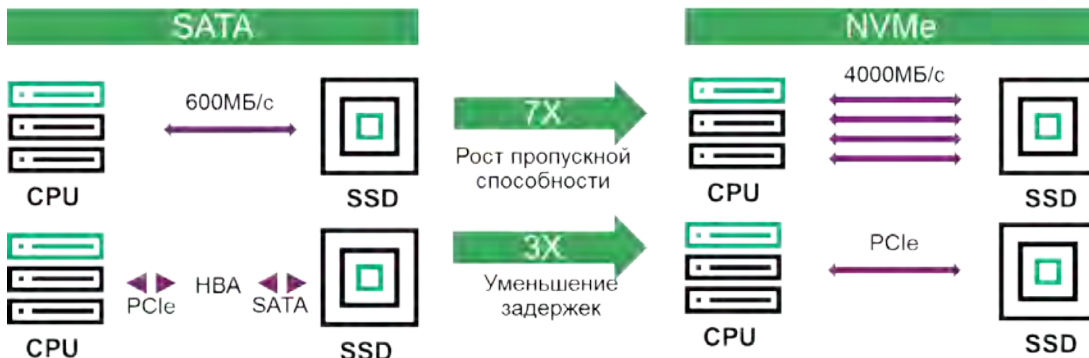 SATA
NVMe
600МБ/с
7X
4000МБ/с
Рост пропускной
способности
CPU
SSD
CPU
SSD
3X
PCIe
HBA
PCIe
SATA
Уменьшение
задержек
CPU
SSD
CPU
SSD